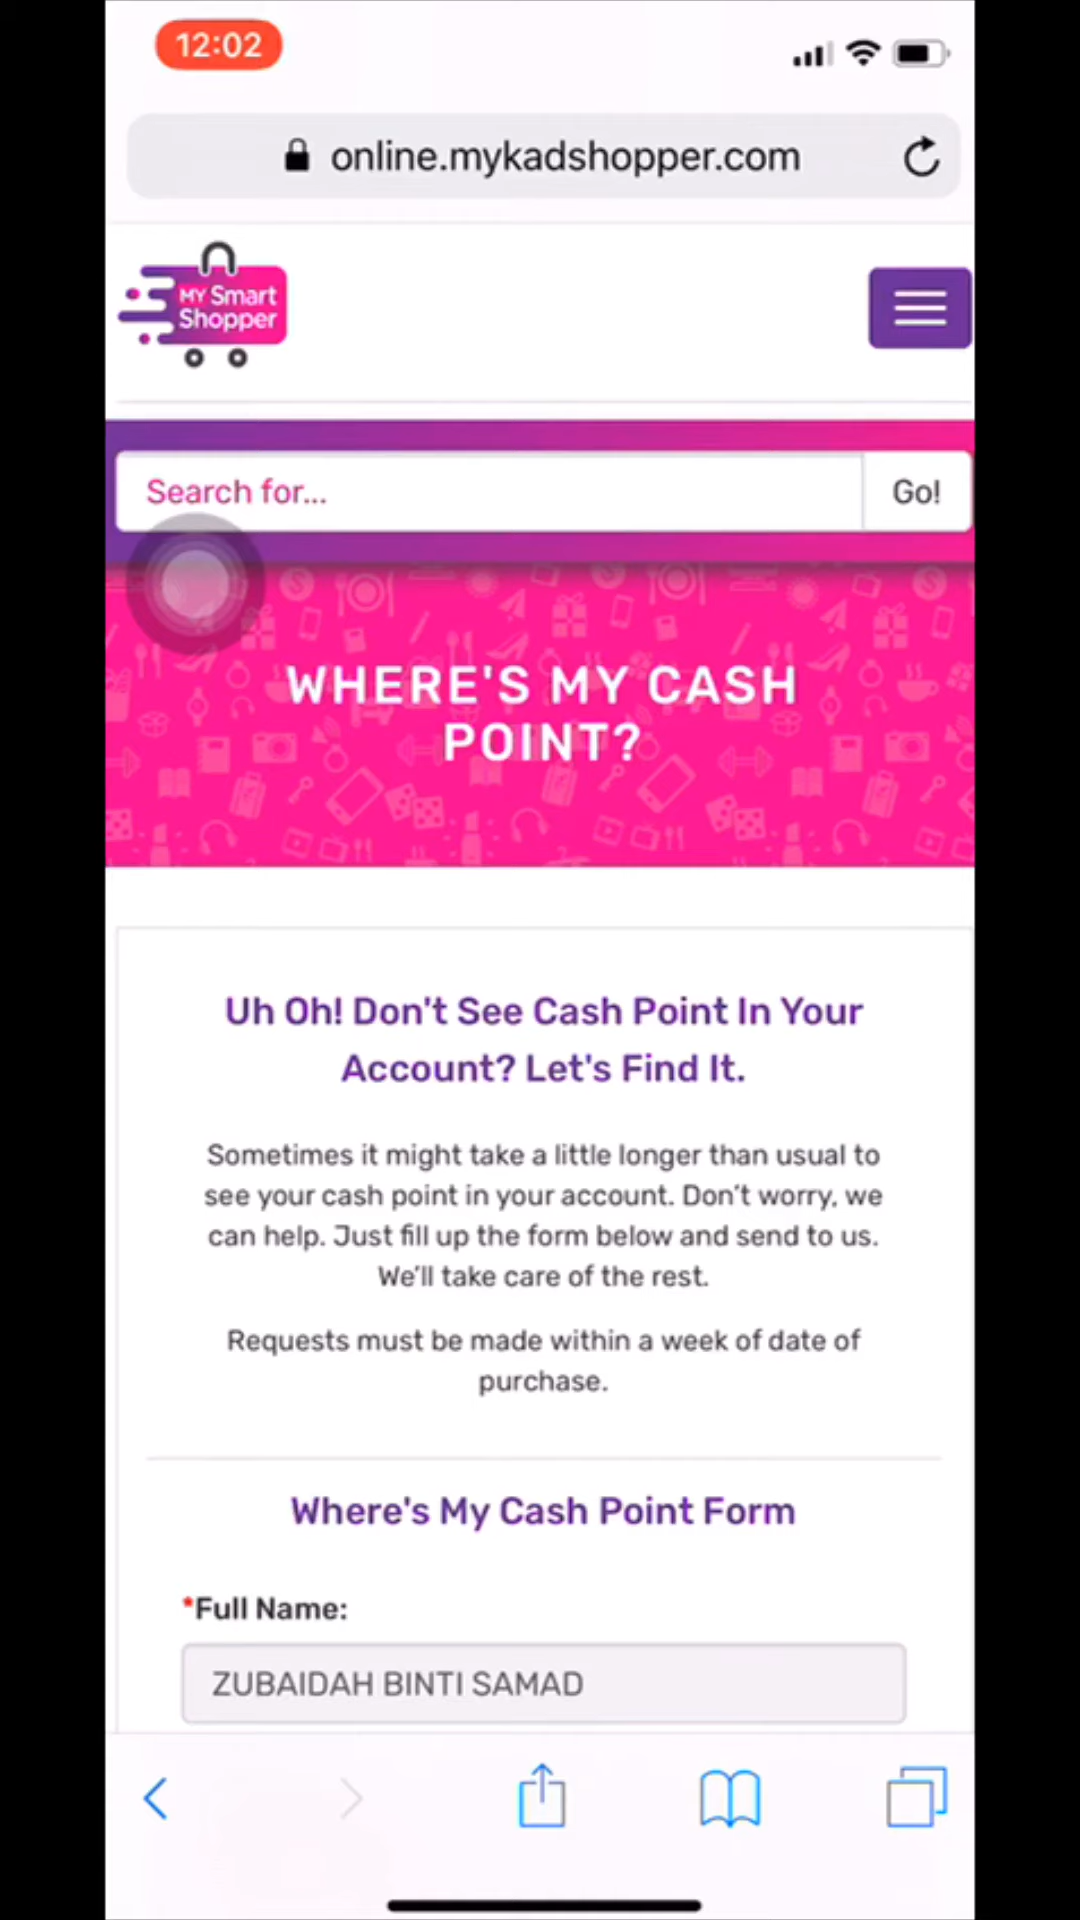 12:02
online.mykadshopper.com
MY Smart
Shopper
Search for...
Go!
WHERE'S MY CASH
POINT?
Uh Oh! Don't See Cash Point In Your
Account? Let's Find It.
Sometimes it might take a little longer than usual to
see your cash point in your account. Don’t worry, we
can help. Just fill up the form below and send to us.
We’ll take care of the rest.
Requests must be made within a week of date of
purchase.
Where's My Cash Point Form
*Full Name:
ZUBAIDAH BINTI SAMAD